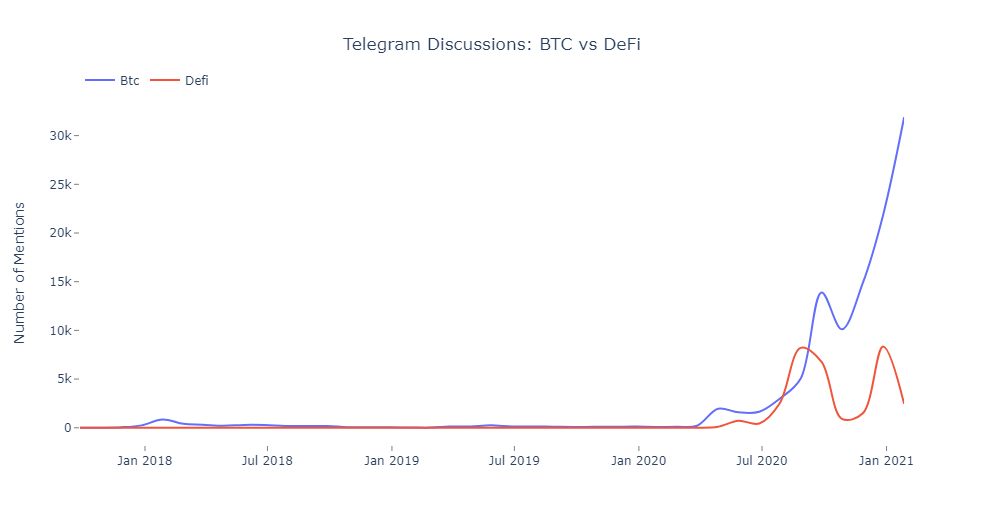 Telegram Discussions: BTC vs DeFi
Btc
Defi
Number of Mentions
30k
25k
20k
15k
10k
5k
0
Jan 2018
Jul 2018
Jan 2019
Jul 2019
Jan 2020
Jul 2020
Jan 2021